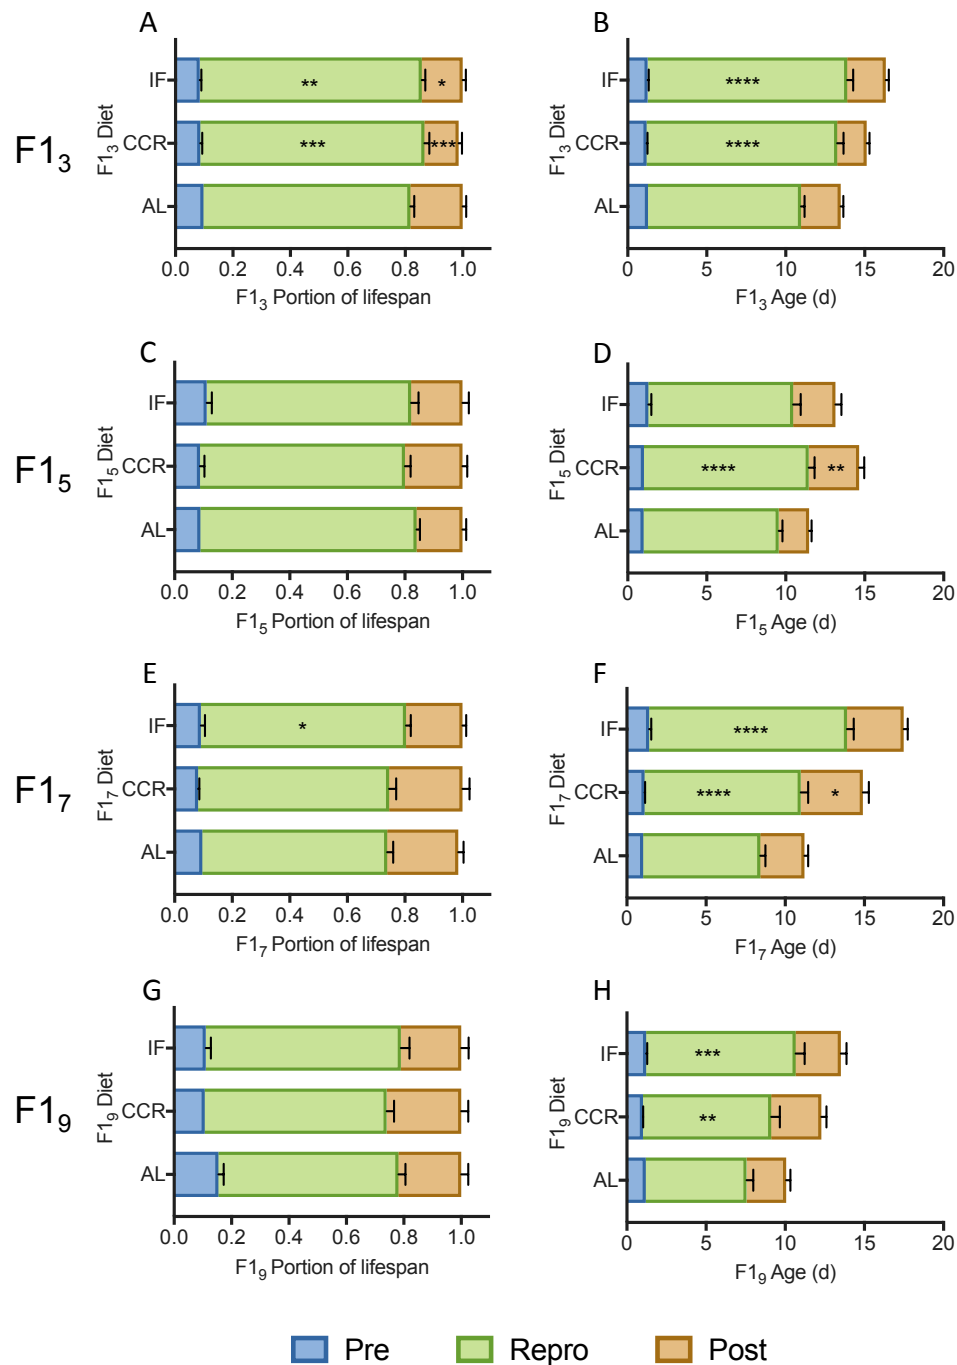 A
F1₃
F1₃ Diet
IF
** *
CCR
*** ***
AL
0.0 0.2 0.4 0.6 0.8 1.0
F1₃ Portion of lifespan
B
F1₃ Diet
IF
****
CCR
****
AL
0 5 10 15 20
F1₃ Age (d)
C
F1₅
F1₅ Diet
IF
CCR
AL
0.0 0.2 0.4 0.6 0.8 1.0
F1₅ Portion of lifespan
D
F1₅ Diet
IF
CCR
**** **
AL
0 5 10 15 20
F1₅ Age (d)
E
F1₇
F1₇ Diet
IF
*
CCR
AL
0.0 0.2 0.4 0.6 0.8 1.0
F1₇ Portion of lifespan
F
F1₇ Diet
IF
****
CCR
**** *
AL
0 5 10 15 20
F1₇ Age (d)
G
F1₉
F1₉ Diet
IF
CCR
AL
0.0 0.2 0.4 0.6 0.8 1.0
F1₉ Portion of lifespan
H
F1₉ Diet
IF
***
CCR
**
AL
0 5 10 15 20
F1₉ Age (d)
Pre Repro Post